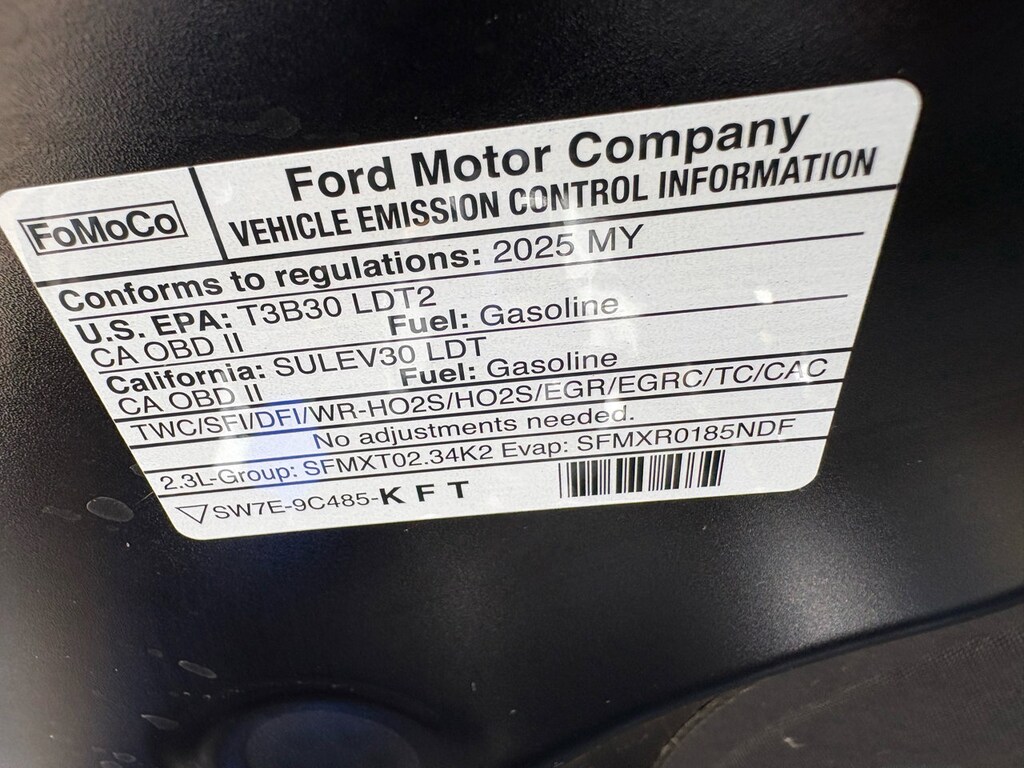 FoMoCo
Ford Motor Company
VEHICLE EMISSION CONTROL INFORMATION
Conforms to regulations: 2025 MY
U.S. EPA: T3B30 LDT2
CA OBD II Fuel: Gasoline
California: SULEV30 LDT
CA OBD II Fuel: Gasoline
TWC/SFI/DFI/WR-HO2S/HO2S/EGR/EGRC/TC/CAC
No adjustments needed.
2.3L-Group: SFMXT02.34K2 Evap: SFMXR0185NDF
SW7E-9C485-K F T